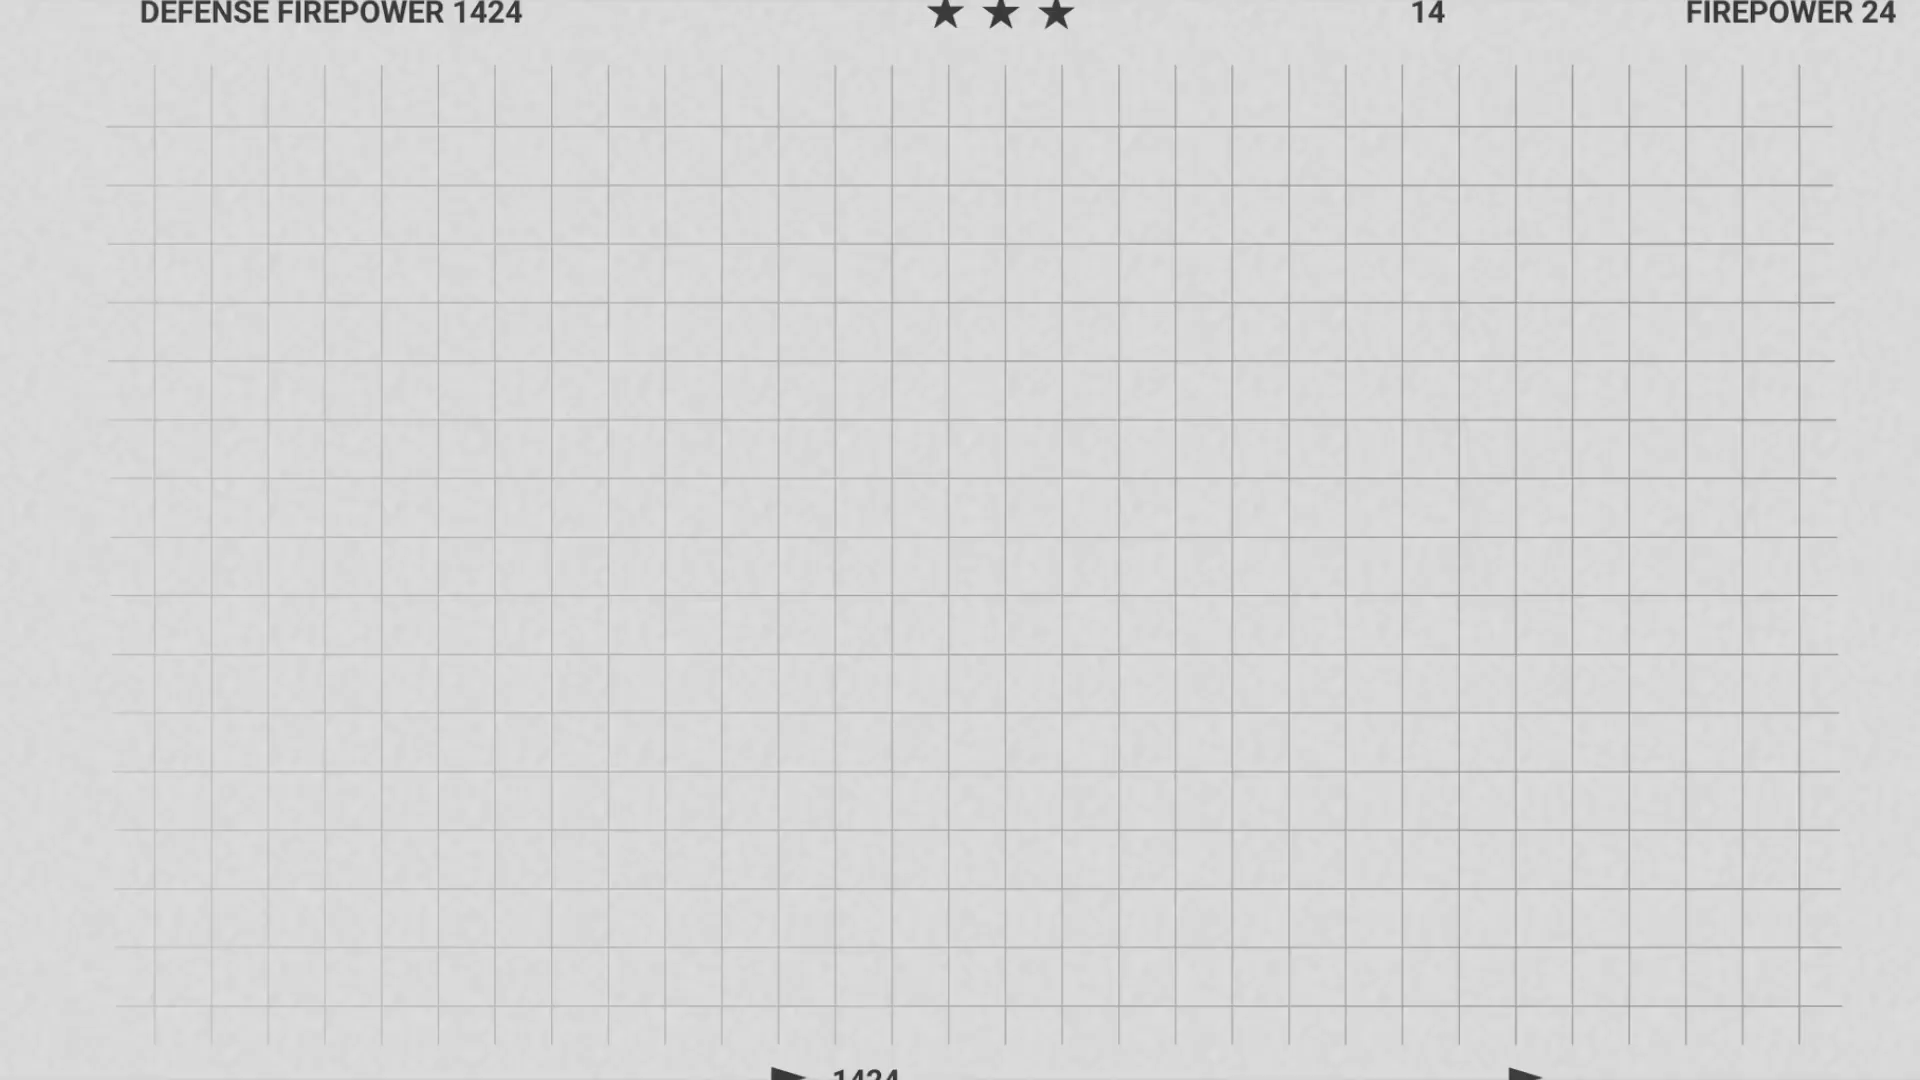 DEFENSE FIREPOWER 1424 ★ ★ ★ 14 FIREPOWER 24
1424